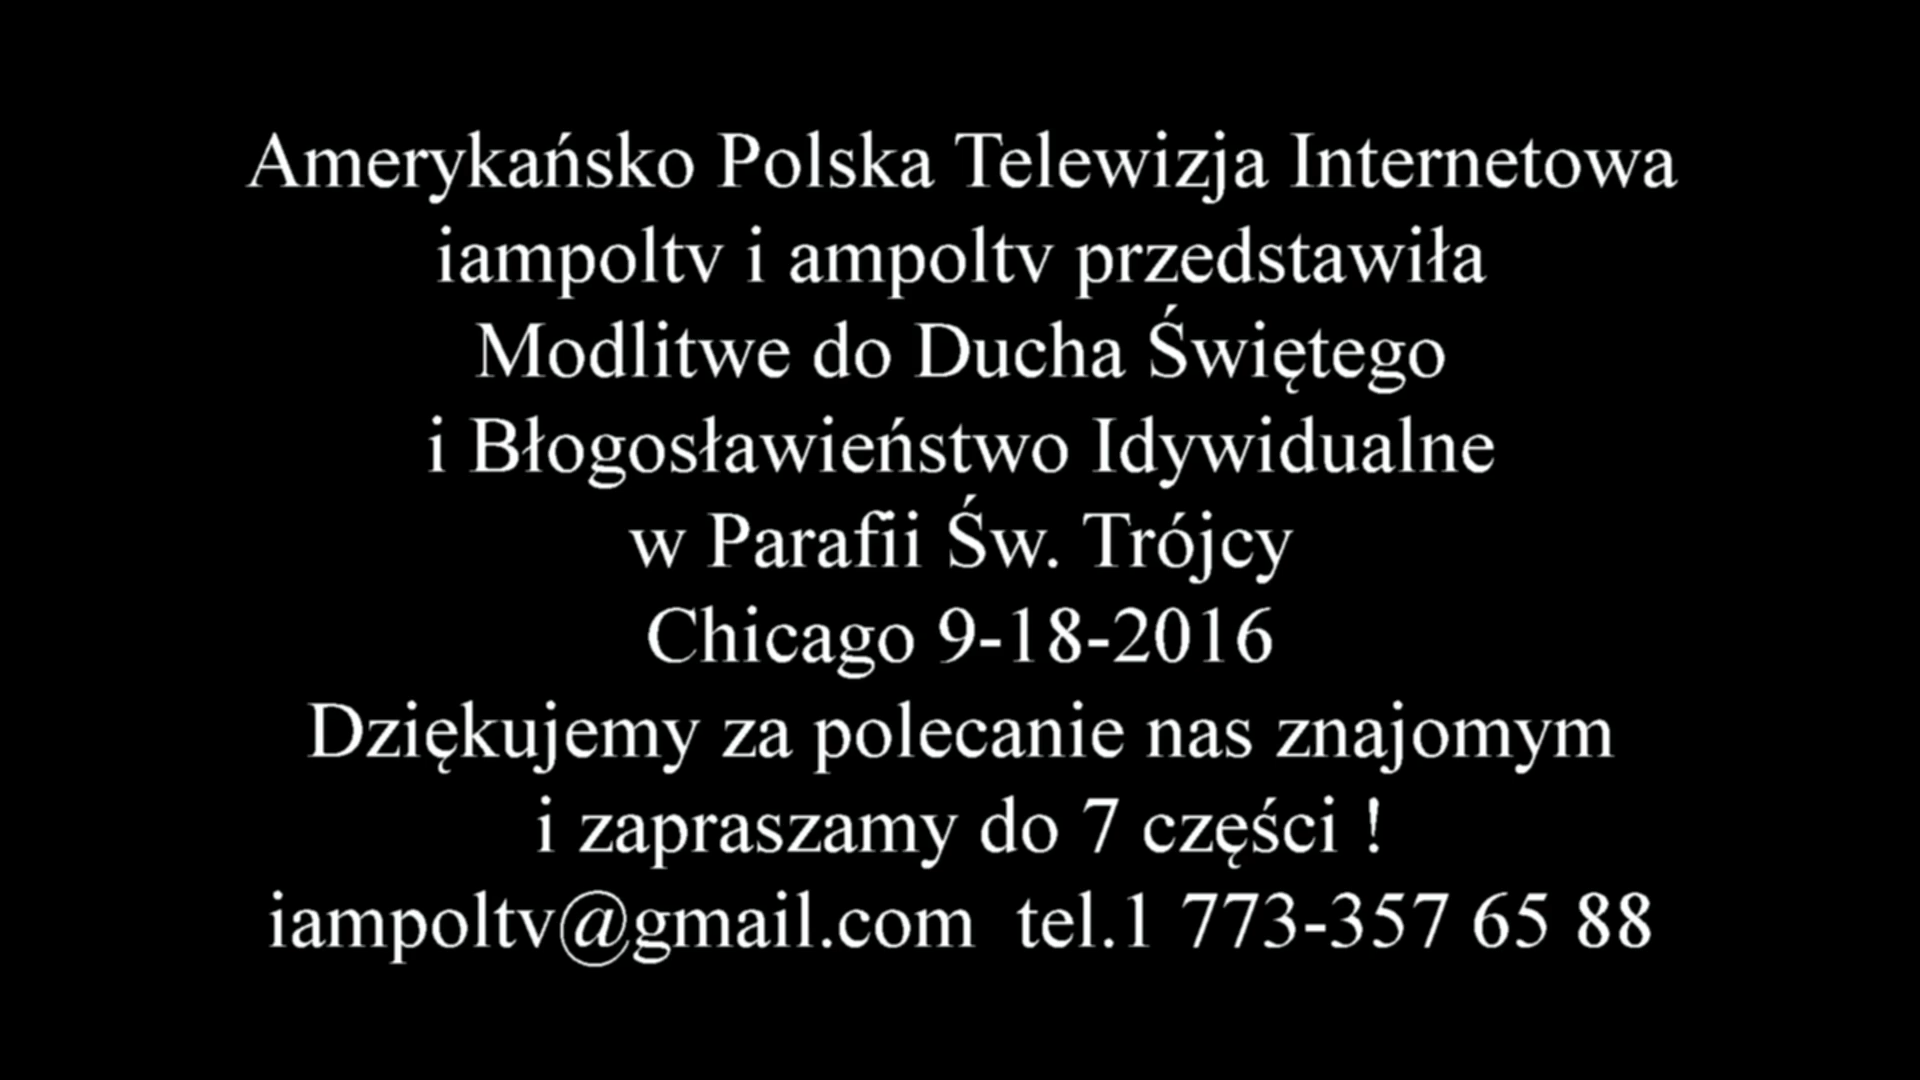 Amerykańsko Polska Telewizja Internetowa
iampoltv i ampoltv przedstawiła
Modlitwe do Ducha Świętego
i Błogosławieństwo Idywidualne
w Parafii Św. Trójcy
Chicago 9-18-2016
Dziękujemy za polecanie nas znajomym
i zapraszamy do 7 części !
iampoltv@gmail.com  tel.1 773-357 65 88